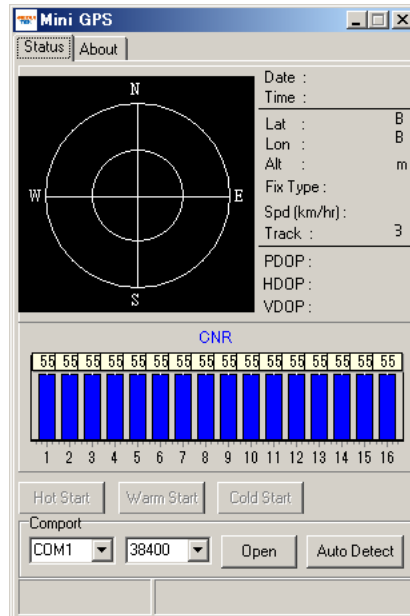 Mini GPS
Status About
N
W E
S
Date :
Time :
Lat : B
Lon : B
Alt : m
Fix Type :
Spd (km/hr) :
Track : 3
PDOP :
HDOP :
VDOP :
CNR
55 55 55 55 55 55 55 55 55 55 55 55 55 55 55 55
1 2 3 4 5 6 7 8 9 10 11 12 13 14 15 16
Hot Start Warm Start Cold Start
Comport
COM1 38400 Open Auto Detect